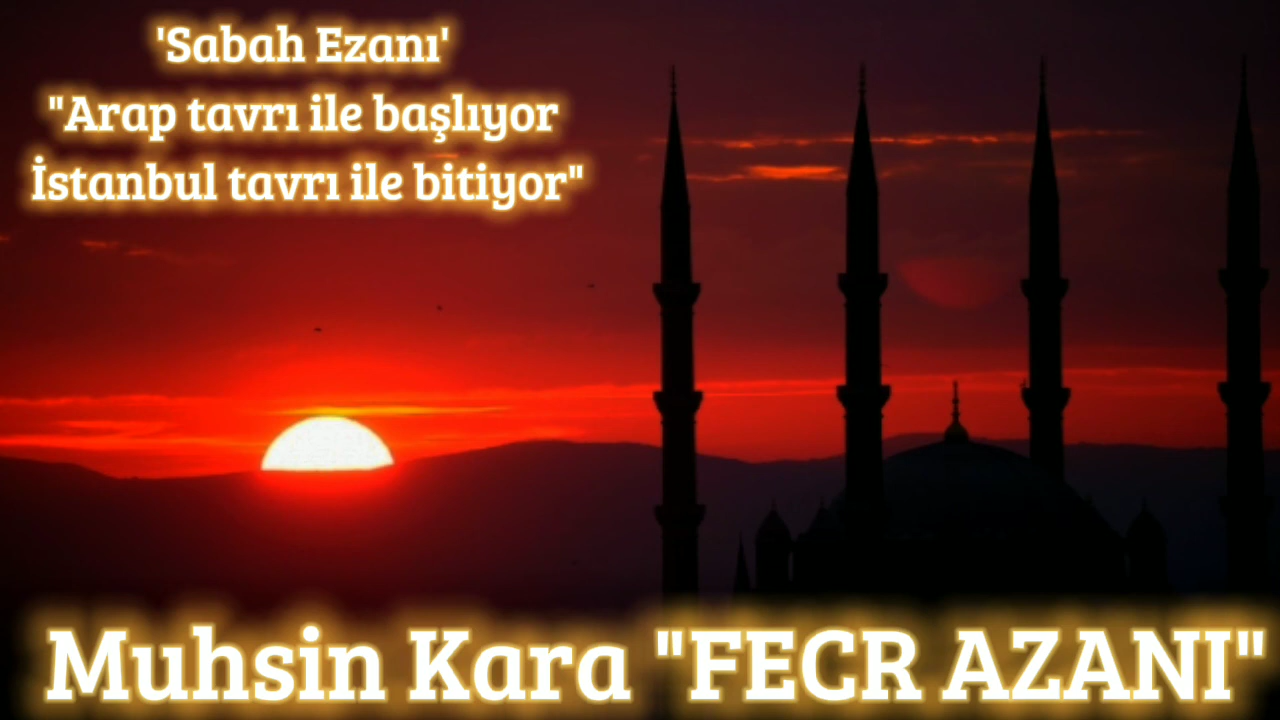 'Sabah Ezanı'
"Arap tavrı ile başlıyor
İstanbul tavrı ile bitiyor"
Muhsin Kara "FECR AZANI"